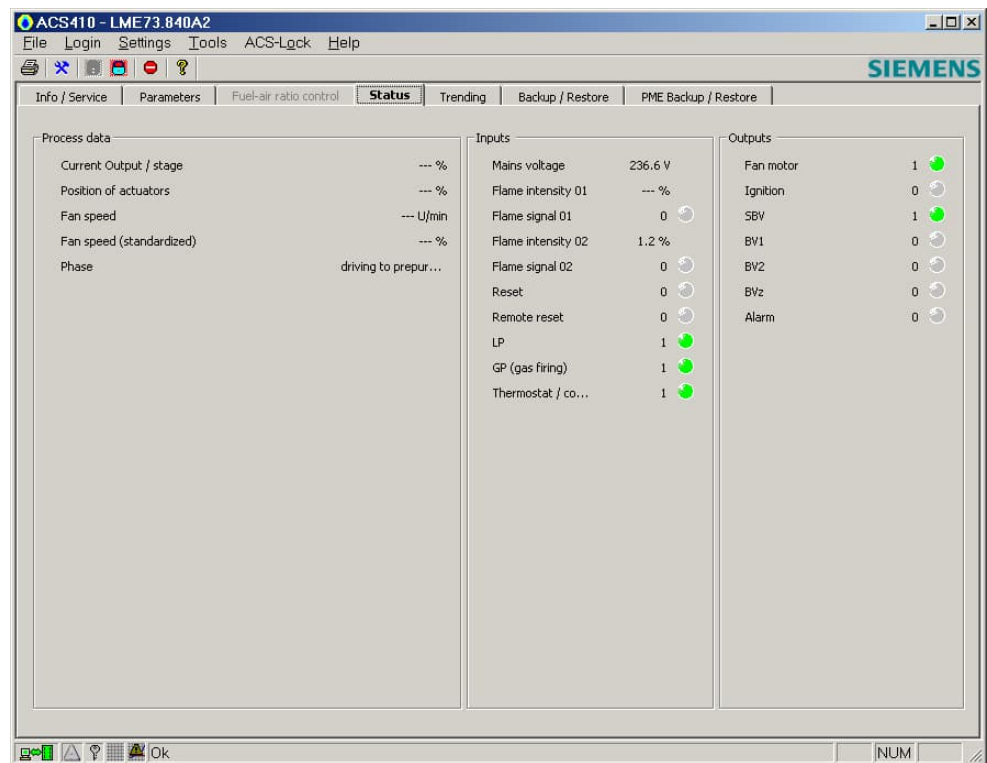 ACS410 - LME73.840A2
File Login Settings Tools ACS-Lock Help
SIEMENS
Info / Service Parameters Fuel-air ratio control Status Trending Backup / Restore PME Backup / Restore
Process data
Current Output / stage --- %
Position of actuators --- %
Fan speed --- U/min
Fan speed (standardized) --- %
Phase driving to prepur...
Inputs
Mains voltage 236.6 V
Flame intensity 01 --- %
Flame signal 01 0
Flame intensity 02 1.2 %
Flame signal 02 0
Reset 0
Remote reset 0
LP 1
GP (gas firing) 1
Thermostat / co... 1
Outputs
Fan motor 1
Ignition 0
SBV 1
BV1 0
BV2 0
BVz 0
Alarm 0
Ok NUM